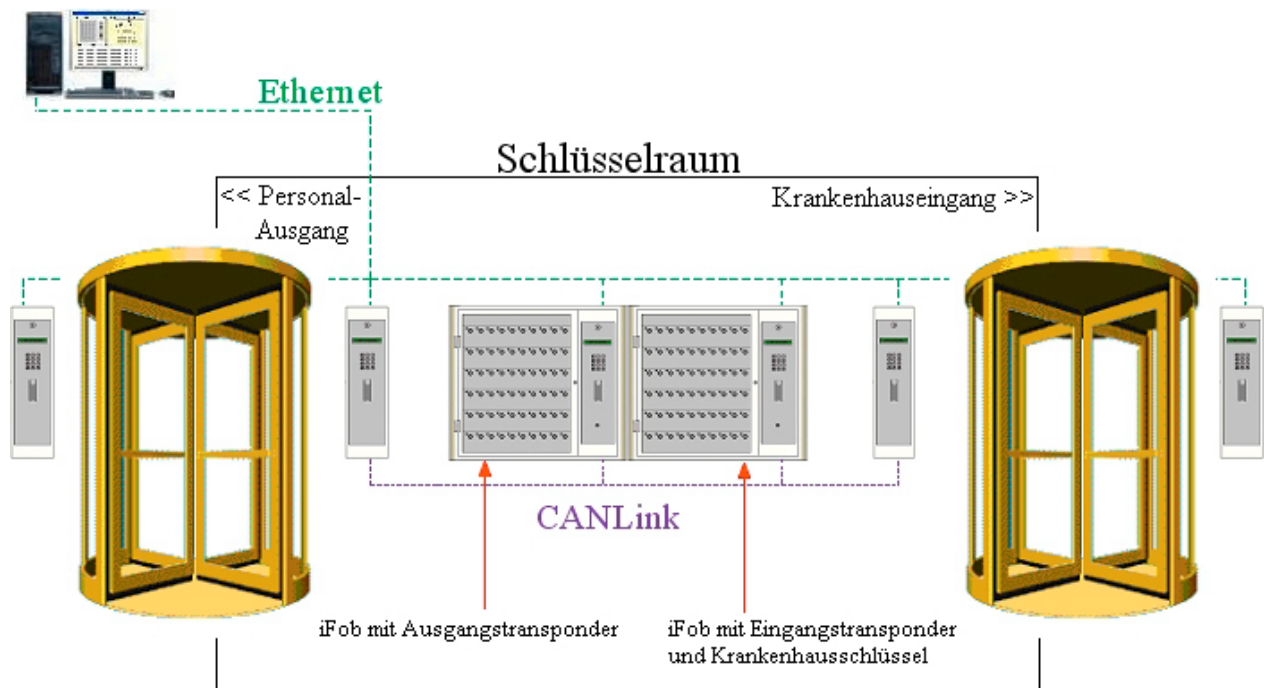 Ethernet
Schlüsselraum
<< Personal-
Ausgang
Krankenhauseingang >>
CANLink
iFob mit Ausgangstransponder
iFob mit Eingangstransponder
und Krankenhausschlüssel